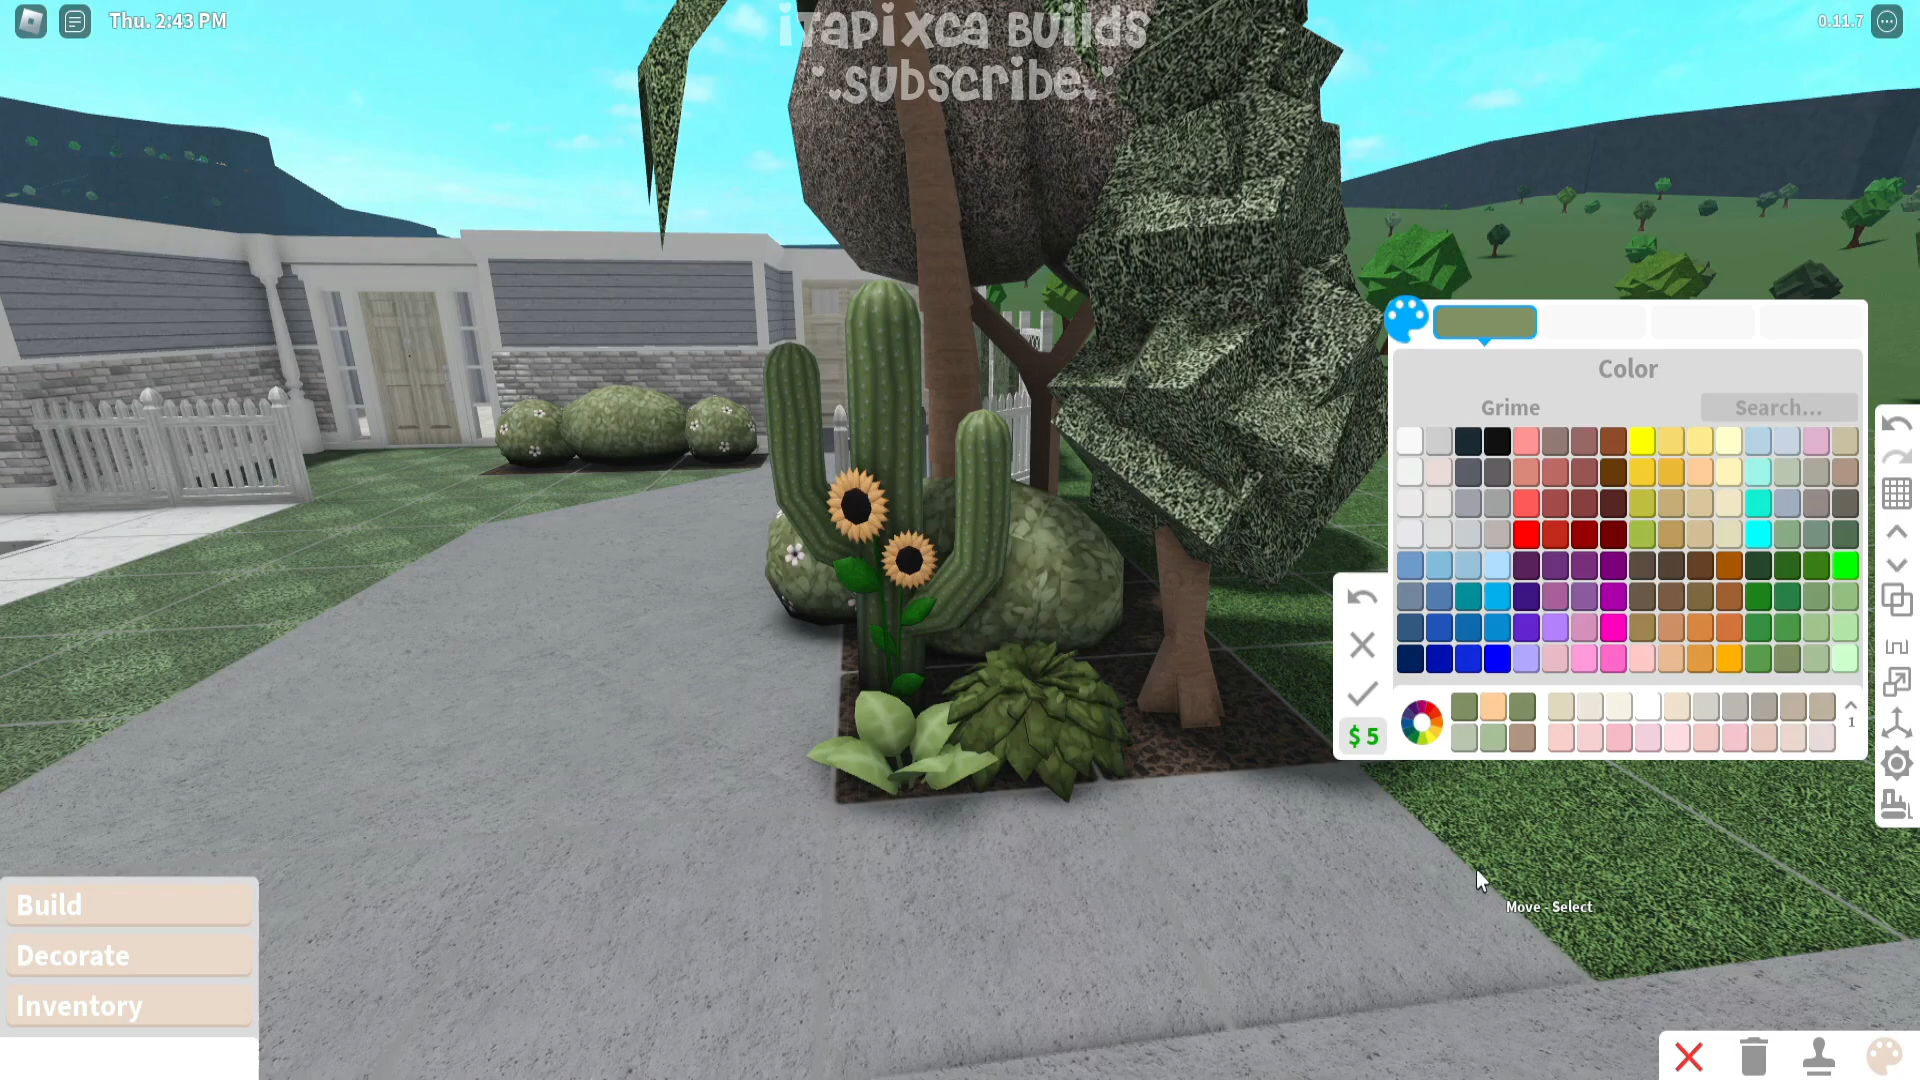 Thu. 2:43 PM
iTapixca Builds
subscribe
0.11.7
Color
Grime
Search...
1
$ 5
Move - Select
Build
Decorate
Inventory